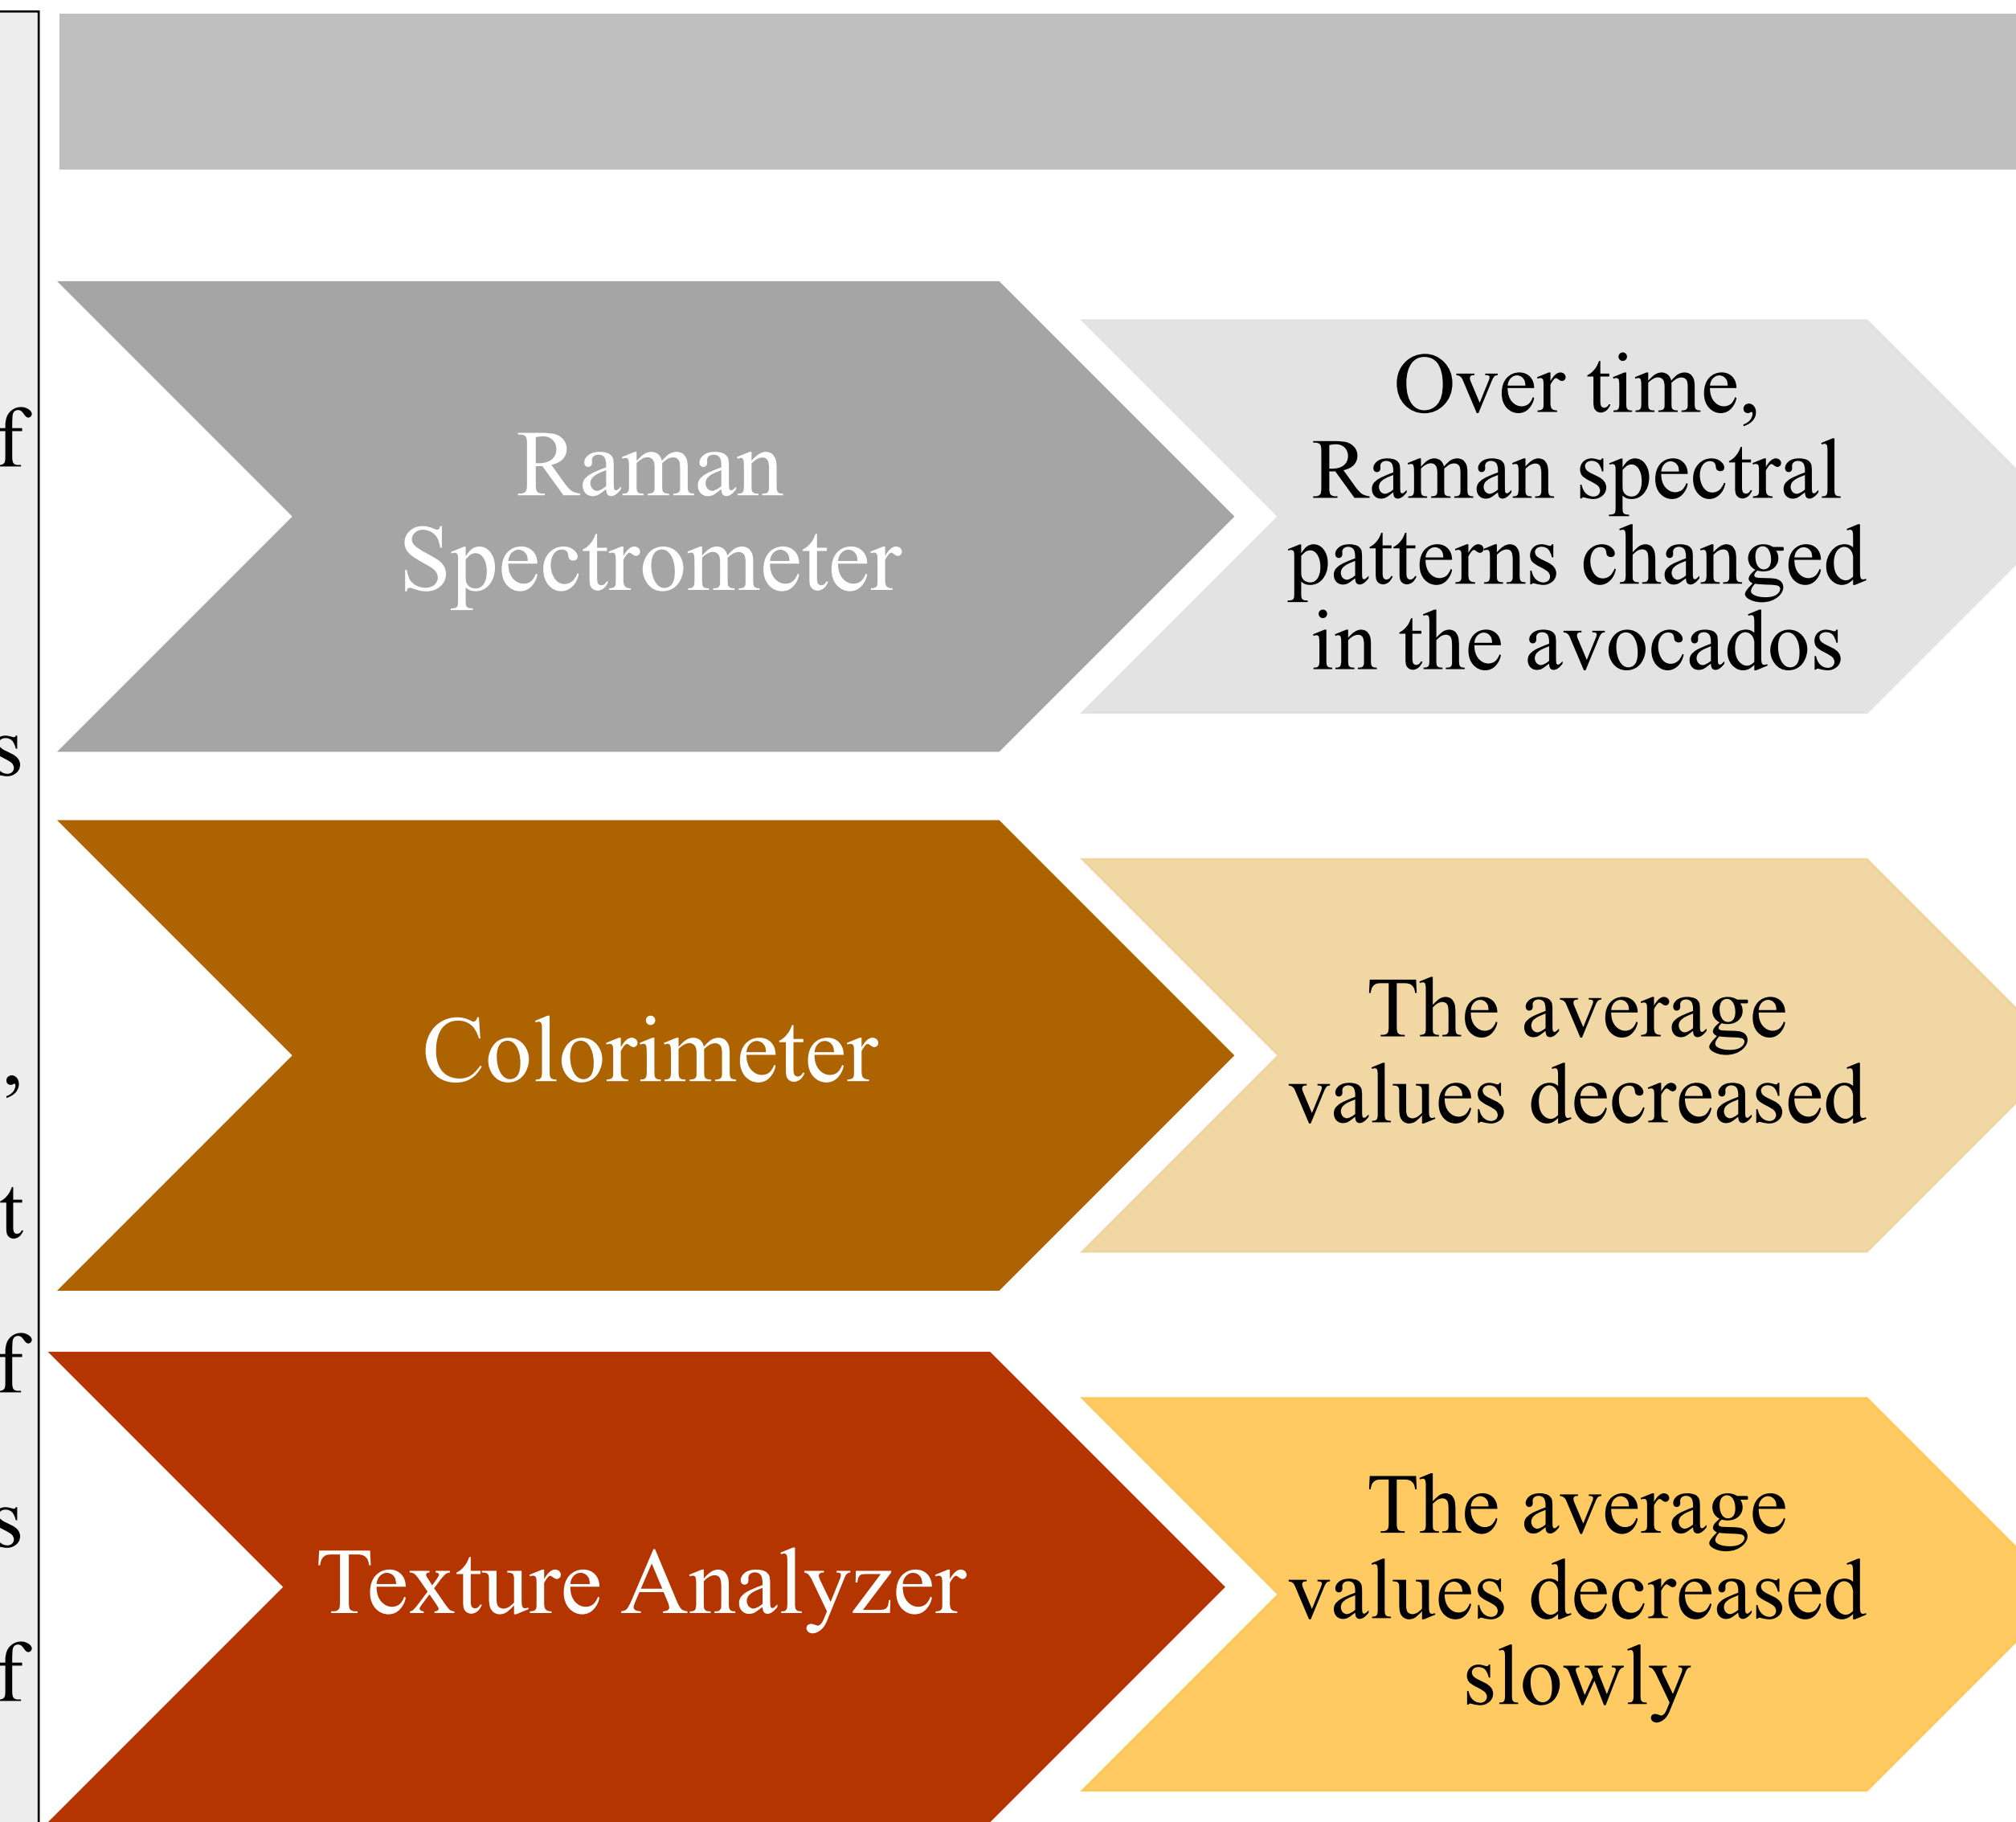 f
s
,
t
f
s
f
Raman
Spectrometer
Over time,
Raman spectral
pattern changed
in the avocados
Colorimeter
The average
values decreased
Texture Analyzer
The average
values decreased
slowly